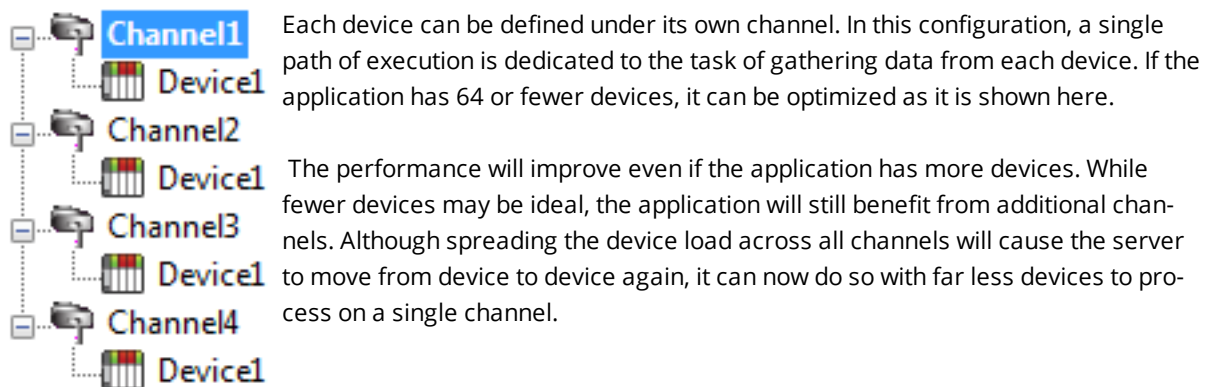 Channel1
Device1
Channel2
Device1
Channel3
Device1
Channel4
Device1
Each device can be defined under its own channel. In this configuration, a single
path of execution is dedicated to the task of gathering data from each device. If the
application has 64 or fewer devices, it can be optimized as it is shown here.
The performance will improve even if the application has more devices. While
fewer devices may be ideal, the application will still benefit from additional chan-
nels. Although spreading the device load across all channels will cause the server
to move from device to device again, it can now do so with far less devices to pro-
cess on a single channel.